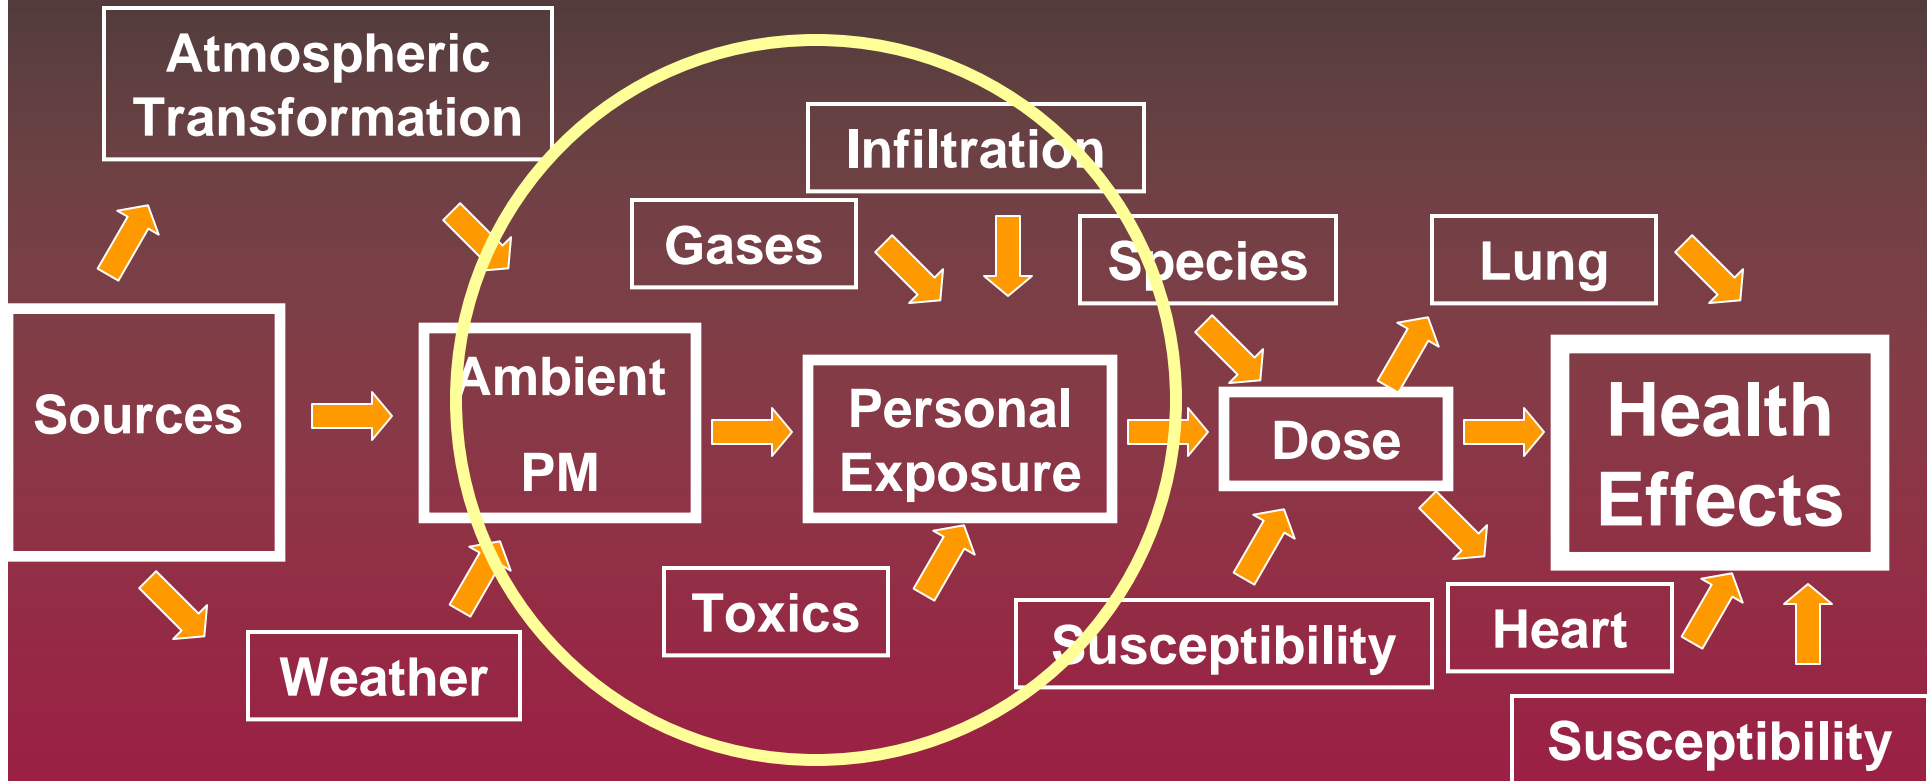 Atmospheric
Transformation
Infiltration
Gases
Species
Lung
Sources
Ambient
PM
Personal
Exposure
Dose
Health
Effects
Toxics
Weather
Susceptibility
Heart
Susceptibility